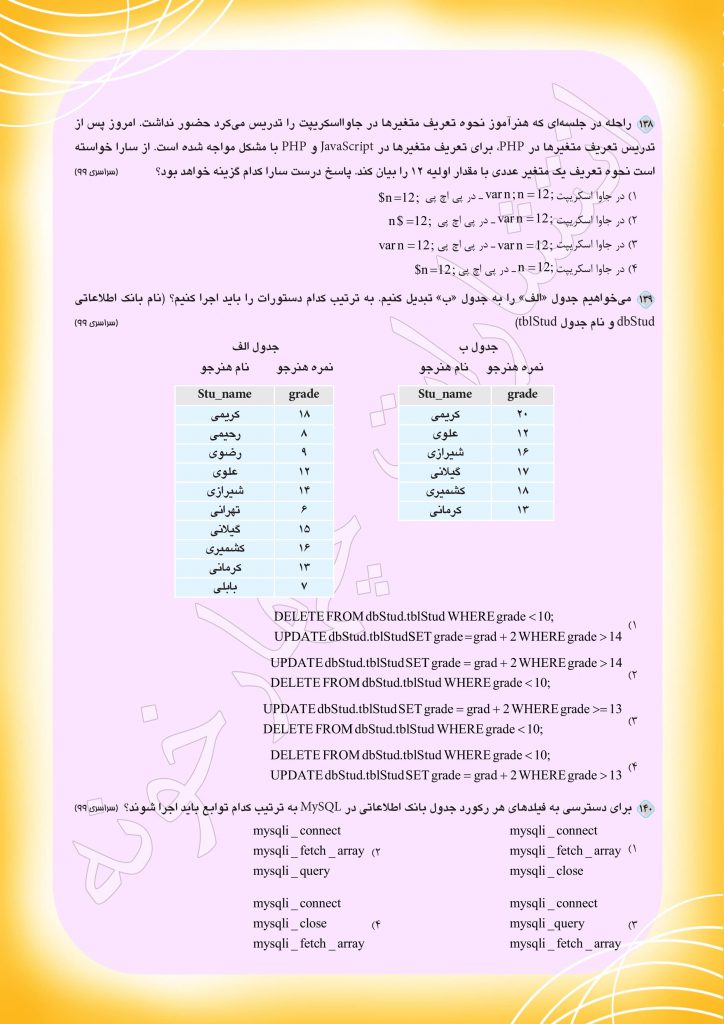 ۱۳۸ راحله در جلسه‌ای که هنرآموز نحوه تعریف متغیرها در جاوااسکریپت را تدریس می‌کرد حضور نداشت. امروز پس از
تدریس تعریف متغیرها در PHP، برای تعریف متغیرها در JavaScript و PHP با مشکل مواجه شده است. از سارا خواسته
است نحوه تعریف یک متغیر عددی با مقدار اولیه ۱۲ را بیان کند. پاسخ درست سارا کدام گزینه خواهد بود؟ (سراسری ۹۹)
۱) در جاوا اسکریپت var n ; n = 12; ـ در پی اچ پی $n =12;
۲) در جاوا اسکریپت var n = 12; ـ در پی اچ پی n $ =12;
۳) در جاوا اسکریپت var n = 12; ـ در پی اچ پی var n = 12;
۴) در جاوا اسکریپت n = 12; ـ در پی اچ پی $n =12;
۱۳۹ می‌خواهیم جدول «الف» را به جدول «ب» تبدیل کنیم. به ترتیب کدام دستورات را باید اجرا کنیم؟ (نام بانک اطلاعاتی
dbStud و نام جدول tblStud) (سراسری ۹۹)
جدول ب
نمره هنرجو نام هنرجو
Stu_name grade
کریمی ۲۰
علوی ۱۲
شیرازی ۱۶
گیلانی ۱۷
کشمیری ۱۸
کرمانی ۱۳
جدول الف
نمره هنرجو نام هنرجو
Stu_name grade
کریمی ۱۸
رحیمی ۸
رضوی ۹
علوی ۱۲
شیرازی ۱۴
تهرانی ۶
گیلانی ۱۵
کشمیری ۱۶
کرمانی ۱۳
بابلی ۷
۱) DELETE FROM dbStud.tblStud WHERE grade < 10;
UPDATE dbStud.tblStudSET grade = grad + 2 WHERE grade > 14
۲) UPDATE dbStud.tblStud SET grade = grad + 2 WHERE grade > 14
DELETE FROM dbStud.tblStud WHERE grade < 10;
۳) UPDATE dbStud.tblStud SET grade = grad + 2 WHERE grade >= 13
DELETE FROM dbStud.tblStud WHERE grade < 10;
۴) DELETE FROM dbStud.tblStud WHERE grade < 10;
UPDATE dbStud.tblStud SET grade = grad + 2 WHERE grade > 13
۱۴۰ برای دسترسی به فیلدهای هر رکورد جدول بانک اطلاعاتی در MySQL به ترتیب کدام توابع باید اجرا شوند؟ (سراسری ۹۹)
۱) mysqli _ connect
mysqli _ fetch _ array
mysqli _ close
۲) mysqli _ connect
mysqli _ fetch _ array
mysqli _ query
۳) mysqli _ connect
mysqli _query
mysqli _ fetch _ array
۴) mysqli _ connect
mysqli _ close
mysqli _ fetch _ array
انتشارات چهارخونه